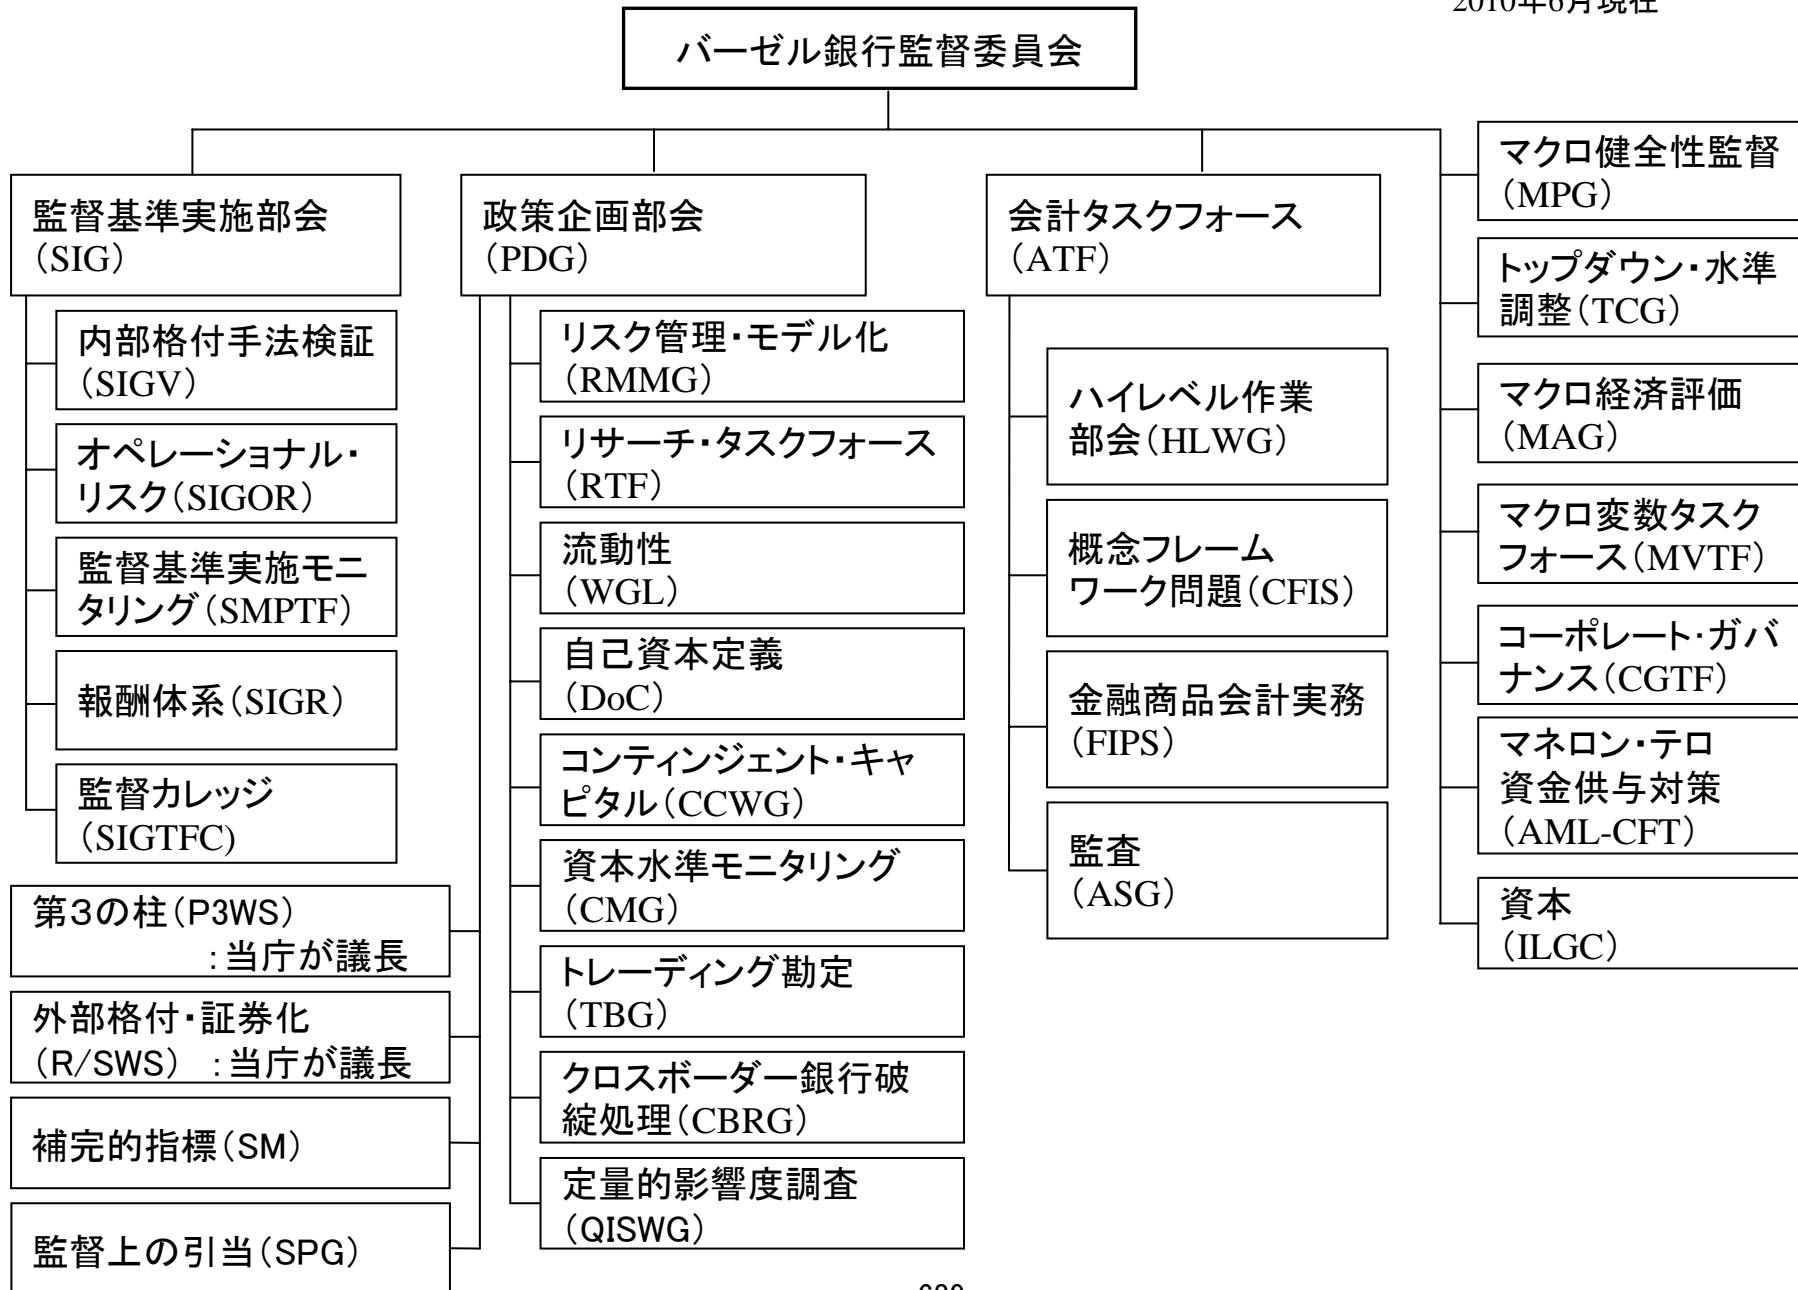 2010年6月現在
バーゼル銀行監督委員会
監督基準実施部会
(SIG)
内部格付手法検証
(SIGV)
オペレーショナル・
リスク(SIGOR)
監督基準実施モニ
タリング(SMPTF)
報酬体系(SIGR)
監督カレッジ
(SIGTFC)
政策企画部会
(PDG)
リスク管理・モデル化
(RMMG)
リサーチ・タスクフォース
(RTF)
流動性
(WGL)
自己資本定義
(DoC)
コンティンジェント・キャ
ピタル(CCWG)
資本水準モニタリング
(CMG)
トレーディング勘定
(TBG)
クロスボーダー銀行破
綻処理(CBRG)
定量的影響度調査
(QISWG)
第3の柱(P3WS)
:当庁が議長
外部格付・証券化
(R/SWS) :当庁が議長
補完的指標(SM)
監督上の引当(SPG)
会計タスクフォース
(ATF)
ハイレベル作業
部会(HLWG)
概念フレーム
ワーク問題(CFIS)
金融商品会計実務
(FIPS)
監査
(ASG)
マクロ健全性監督
(MPG)
トップダウン・水準
調整(TCG)
マクロ経済評価
(MAG)
マクロ変数タスク
フォース(MVTF)
コーポレート・ガバ
ナンス(CGTF)
マネロン・テロ
資金供与対策
(AML-CFT)
資本
(ILGC)